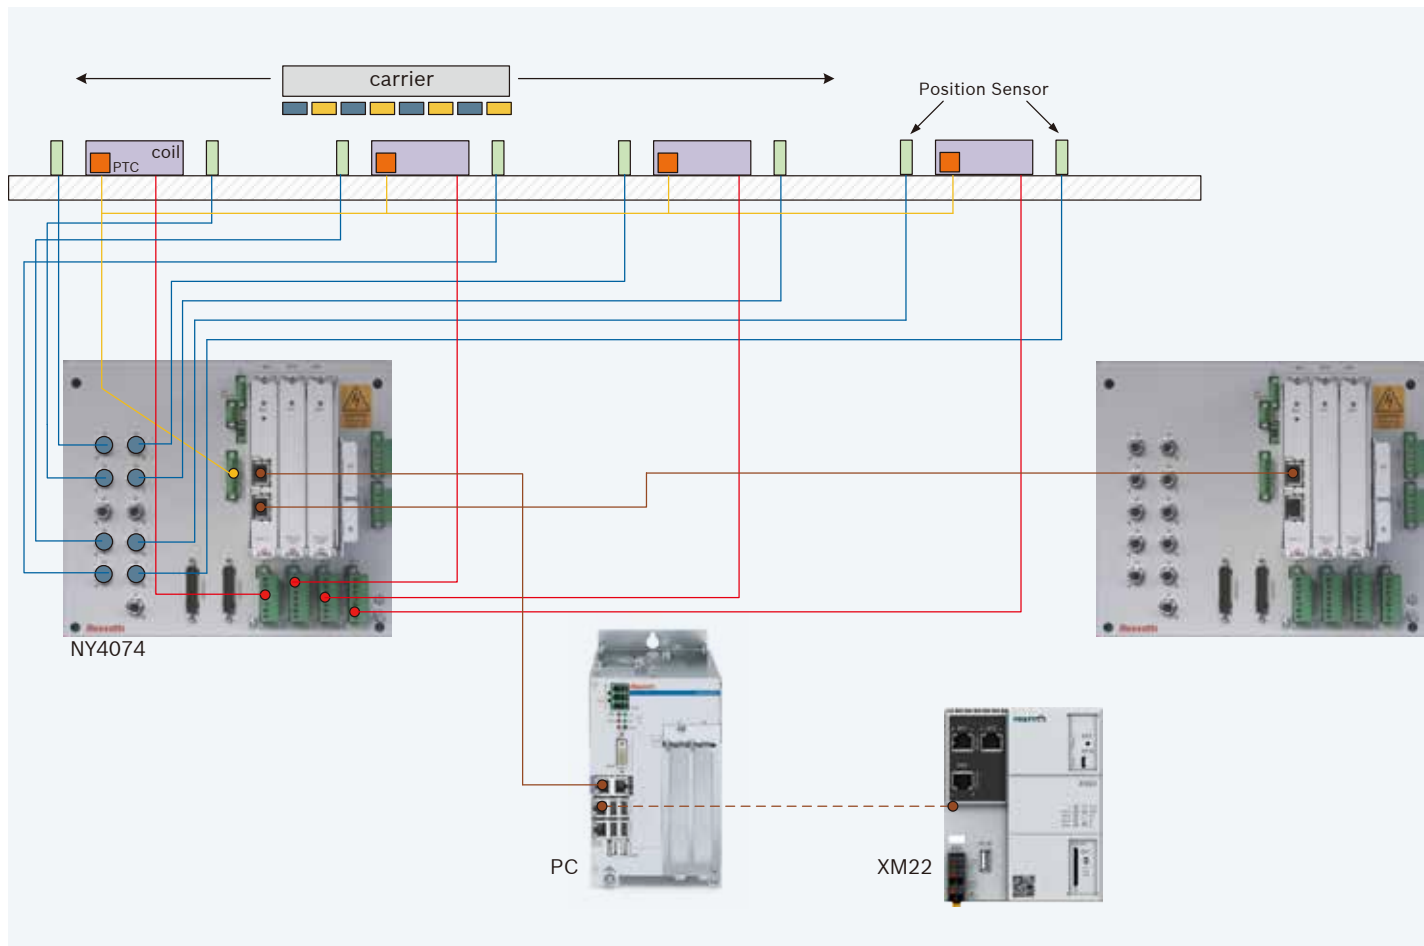 carrier
Position Sensor
coil
PTC
NY4074
PC
XM22